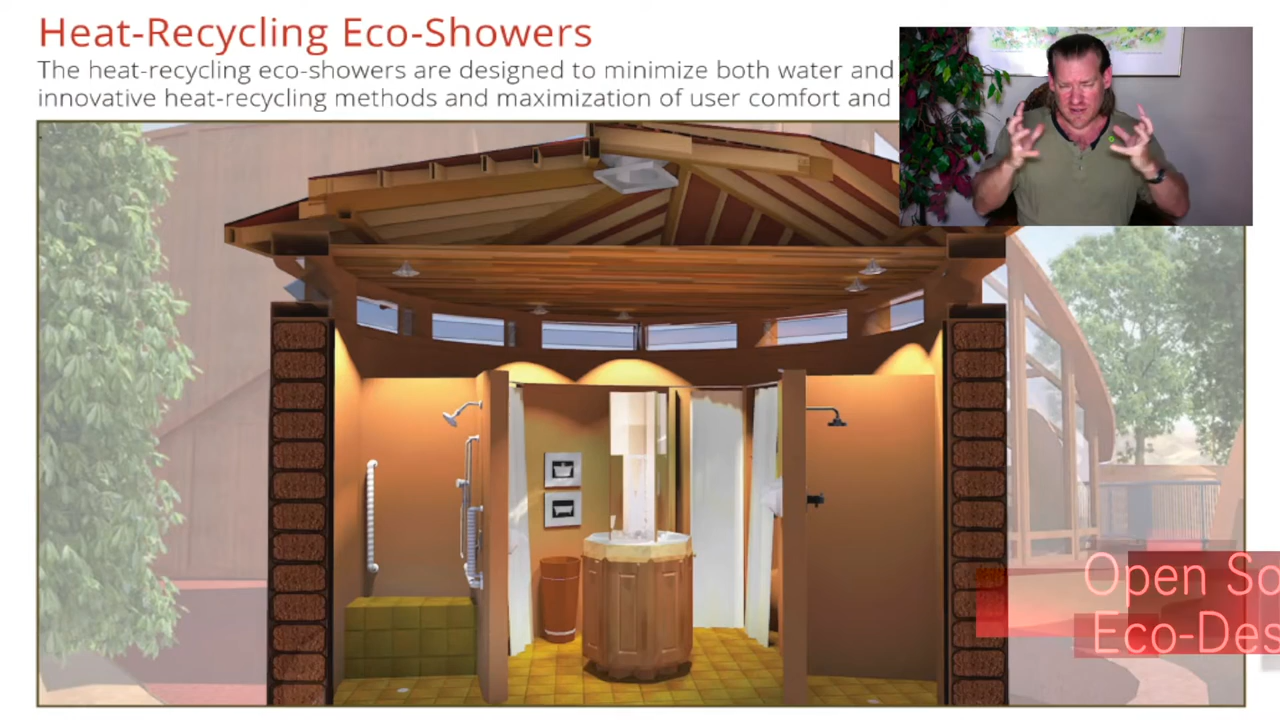 Heat-Recycling Eco-Showers
The heat-recycling eco-showers are designed to minimize both water and
innovative heat-recycling methods and maximization of user comfort and
Open So
Eco-Des